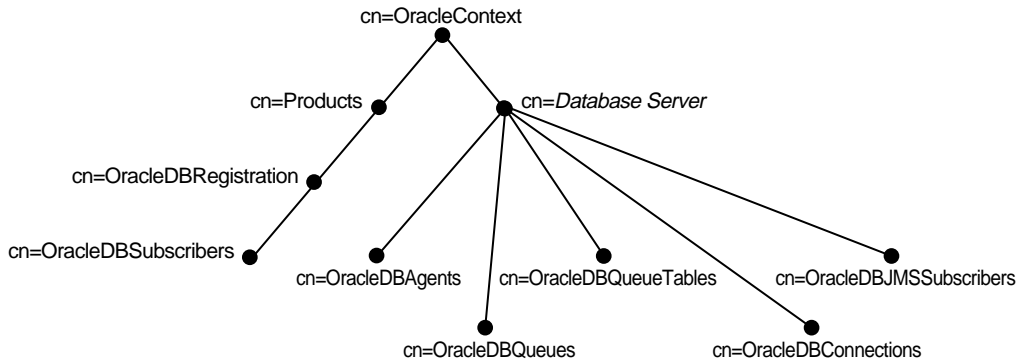 cn=OracleContext
cn=Products
cn=Database Server
cn=OracleDBRegistration
cn=OracleDBSubscribers
cn=OracleDBAgents
cn=OracleDBQueueTables
cn=OracleDBJMSSubscribers
cn=OracleDBQueues
cn=OracleDBConnections